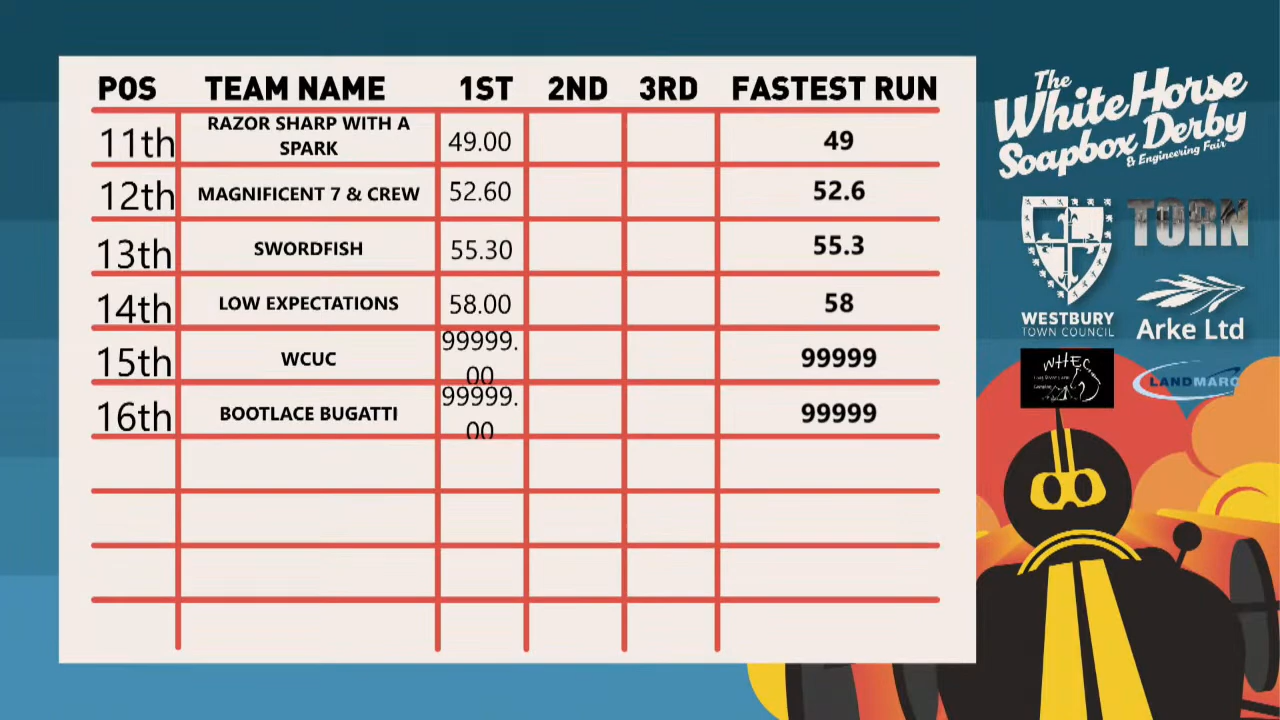 POS TEAM NAME 1ST 2ND 3RD FASTEST RUN
11th RAZOR SHARP WITH A SPARK 49.00 49
12th MAGNIFICENT 7 & CREW 52.60 52.6
13th SWORDFISH 55.30 55.3
14th LOW EXPECTATIONS 58.00 58
15th WCUC 99999.00 99999
16th BOOTLACE BUGATTI 99999.00 99999
The
White Horse
Soapbox Derby
& Engineering Fair
TORN
WESTBURY
TOWN COUNCIL
Arke Ltd
WHEC
LANDMARC